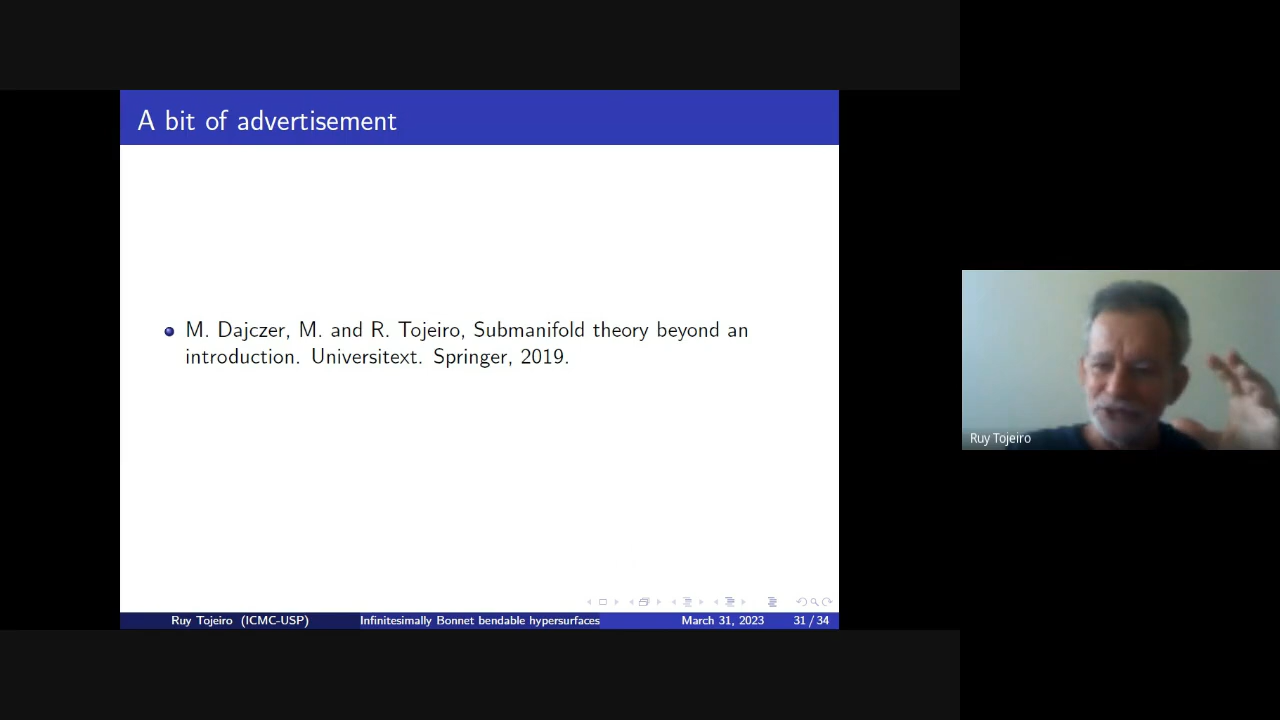 A bit of advertisement
M. Dajczer, M. and R. Tojeiro, Submanifold theory beyond an
introduction. Universitext. Springer, 2019.
Ruy Tojeiro
Ruy Tojeiro (ICMC-USP) Infinitesimally Bonnet bendable hypersurfaces March 31, 2023 31 / 34